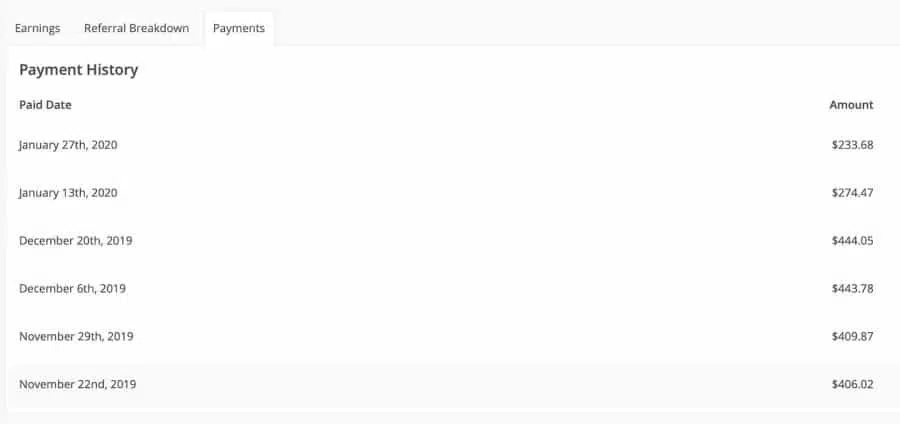 Earnings Referral Breakdown Payments
Payment History
Paid Date Amount
January 27th, 2020 $233.68
January 13th, 2020 $274.47
December 20th, 2019 $444.05
December 6th, 2019 $443.78
November 29th, 2019 $409.87
November 22nd, 2019 $406.02